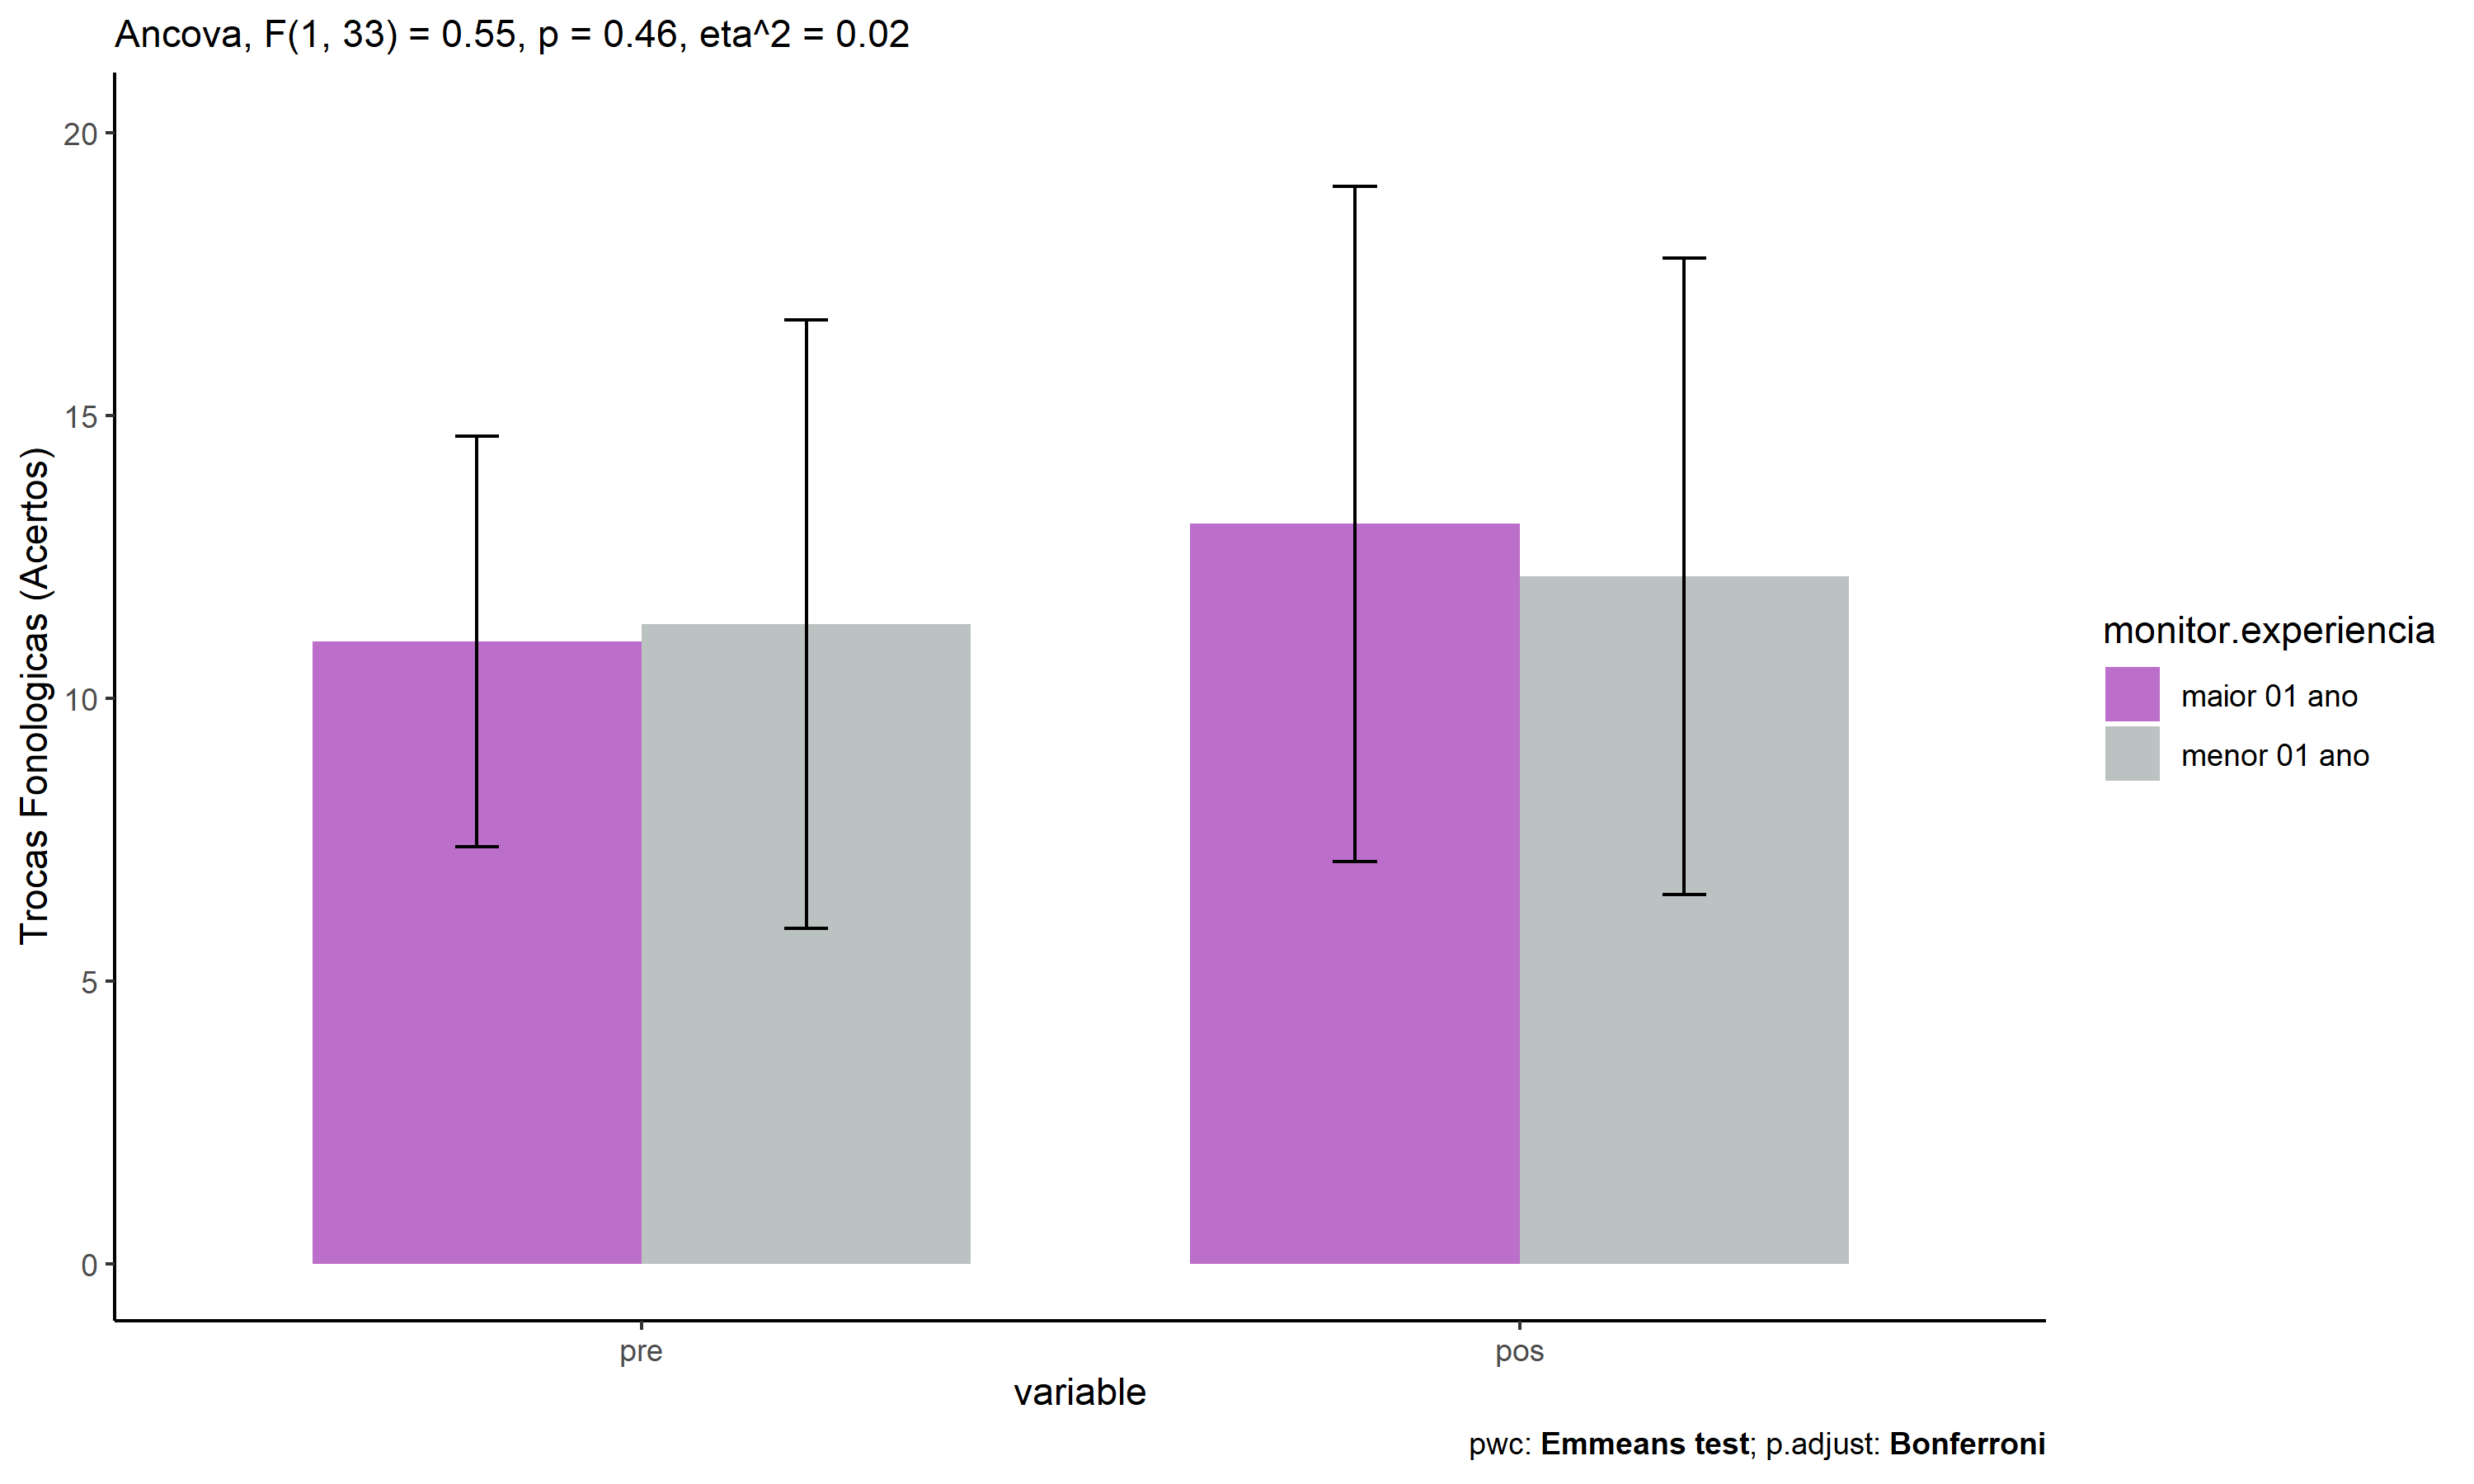 Ancova, F(1, 33) = 0.55, p = 0.46, eta^2 = 0.02
Trocas Fonologicas (Acertos)
20
15
10
5
0
pre
pos
variable
monitor.experiencia
maior 01 ano
menor 01 ano
pwc: Emmeans test; p.adjust: Bonferroni